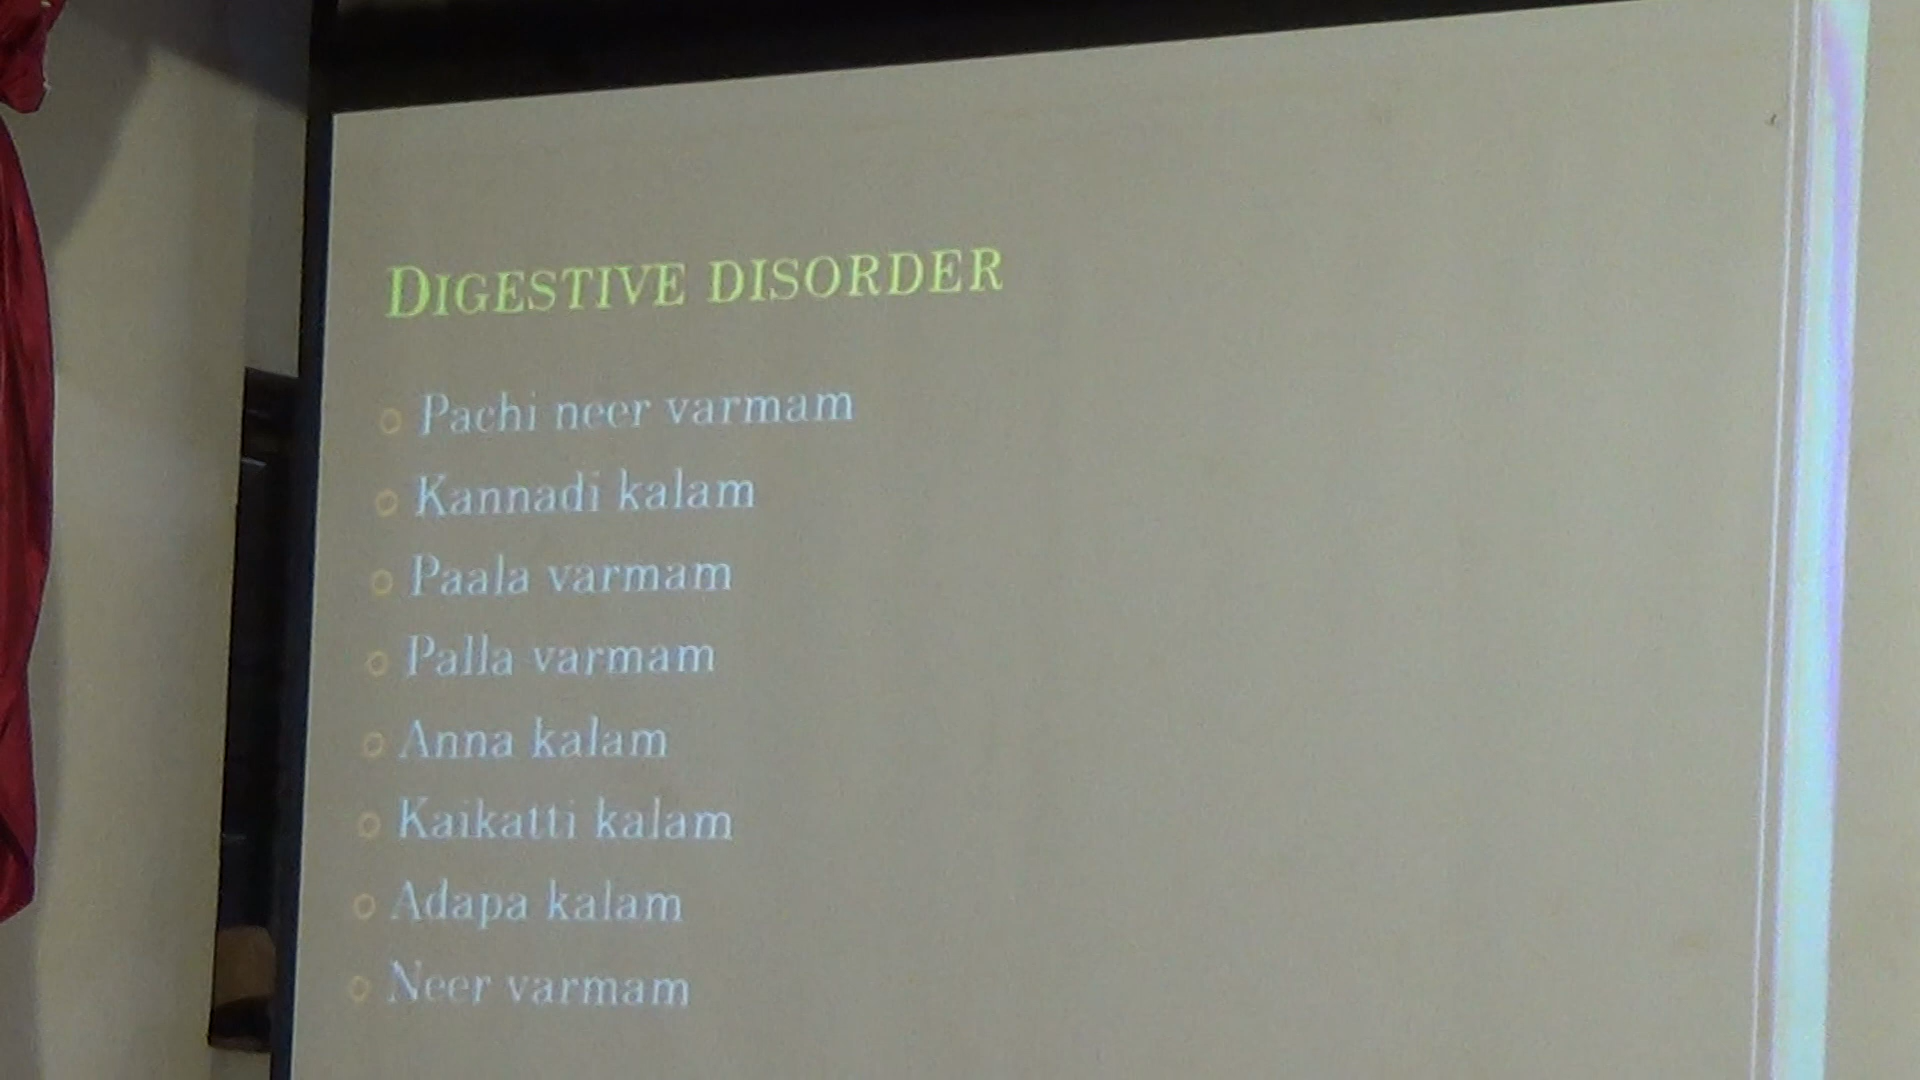 DIGESTIVE DISORDER
Pachi neer varmam
Kannadi kalam
Paala varmam
Palla varmam
Anna kalam
Kaikatti kalam
Adapa kalam
Neer varmam